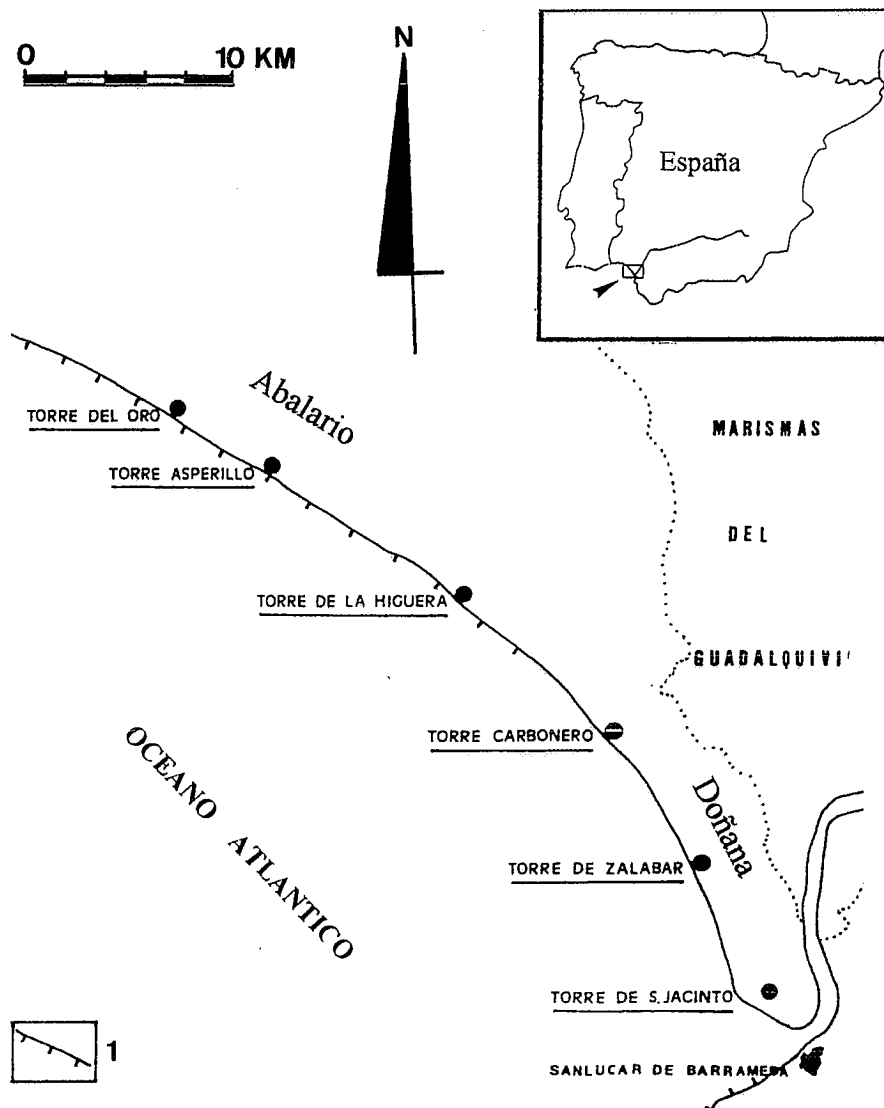 0 10 KM
N
España
Abalario
TORRE DEL ORO
MARISMAS
TORRE ASPERILLO
DEL
TORRE DE LA HIGUERA
GUADALQUIVI
TORRE CARBONERO
OCEANO ATLANTICO
Doñana
TORRE DE ZALABAR
TORRE DE S. JACINTO
1
SANLUCAR DE BARRAMEDA